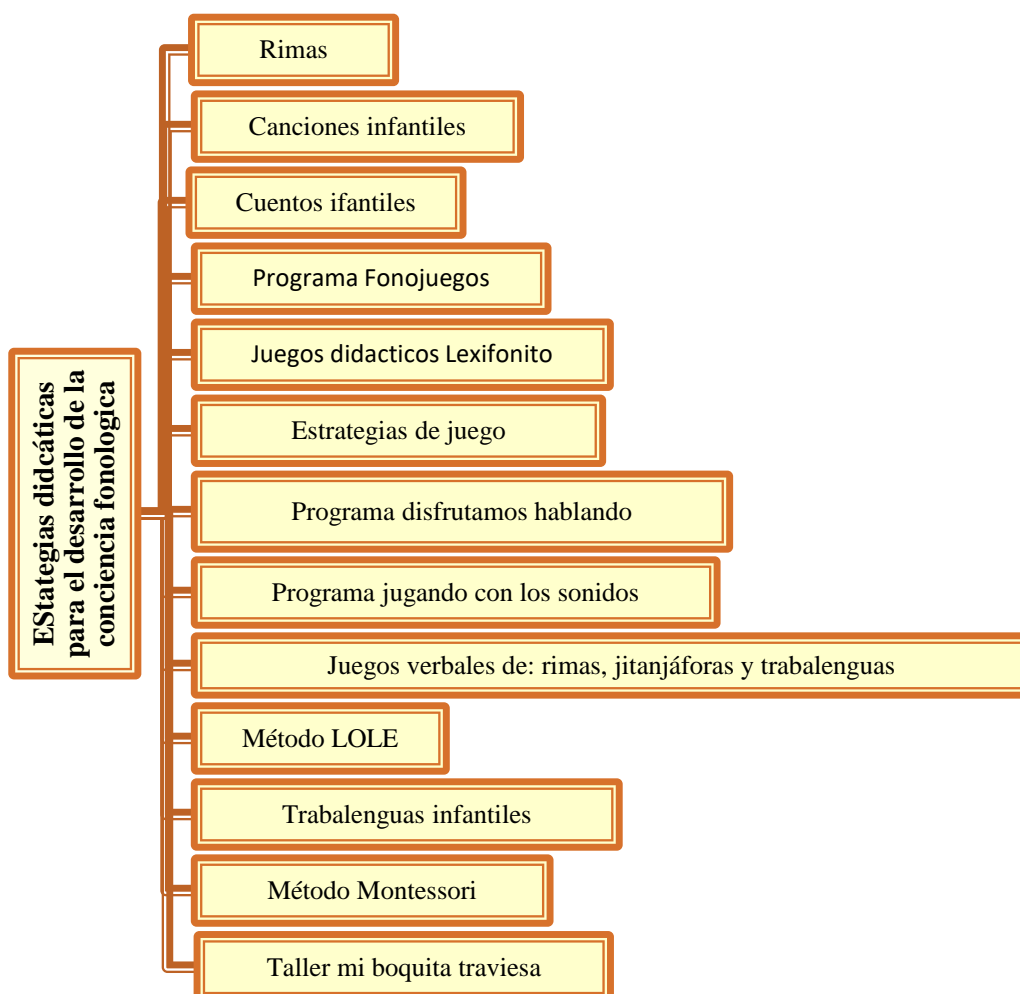 Rimas
Canciones infantiles
Cuentos ifantiles
Programa Fonojuegos
Juegos didacticos Lexifonito
EStategias didcáticas
para el desarrollo de la
conciencia fonologica
Estrategias de juego
Programa disfrutamos hablando
Programa jugando con los sonidos
Juegos verbales de: rimas, jitanjáforas y trabalenguas
Método LOLE
Trabalenguas infantiles
Método Montessori
Taller mi boquita traviesa